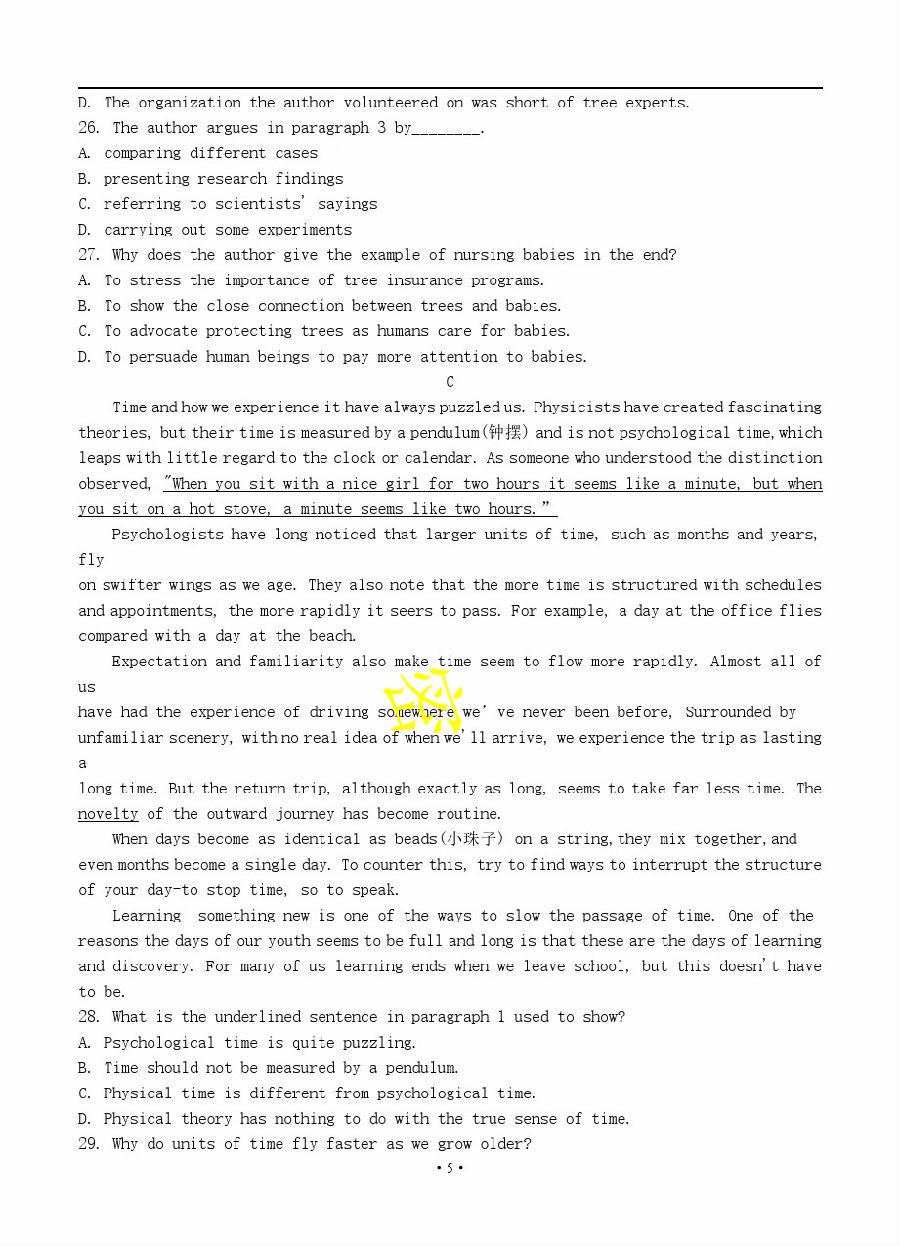 D. The organization the author volunteered on was short of tree experts.
26. The author argues in paragraph 3 by________.
A. comparing different cases
B. presenting research findings
C. referring to scientists' sayings
D. carrying out some experiments
27. Why does the author give the example of nursing babies in the end?
A. To stress the importance of tree insurance programs.
B. To show the close connection between trees and babies.
C. To advocate protecting trees as humans care for babies.
D. To persuade human beings to pay more attention to babies.
C
Time and how we experience it have always puzzled us. Physicists have created fascinating
theories, but their time is measured by a pendulum(钟摆) and is not psychological time, which
leaps with little regard to the clock or calendar. As someone who understood the distinction
observed, "When you sit with a nice girl for two hours it seems like a minute, but when
you sit on a hot stove, a minute seems like two hours."
Psychologists have long noticed that larger units of time, such as months and years,
fly
on swifter wings as we age. They also note that the more time is structured with schedules
and appointments, the more rapidly it seers to pass. For example, a day at the office flies
compared with a day at the beach.
Expectation and familiarity also make time seem to flow more rapidly. Almost all of
us
have had the experience of driving somewhere we've never been before, Surrounded by
unfamiliar scenery, with no real idea of when we'll arrive, we experience the trip as lasting
a
long time. But the return trip, although exactly as long, seems to take far less time. The
novelty of the outward journey has become routine.
When days become as identical as beads(小珠子) on a string, they mix together, and
even months become a single day. To counter this, try to find ways to interrupt the structure
of your day-to stop time, so to speak.
Learning something new is one of the ways to slow the passage of time. One of the
reasons the days of our youth seems to be full and long is that these are the days of learning
and discovery. For many of us learning ends when we leave school, but this doesn't have
to be.
28. What is the underlined sentence in paragraph 1 used to show?
A. Psychological time is quite puzzling.
B. Time should not be measured by a pendulum.
C. Physical time is different from psychological time.
D. Physical theory has nothing to do with the true sense of time.
29. Why do units of time fly faster as we grow older?
·5·